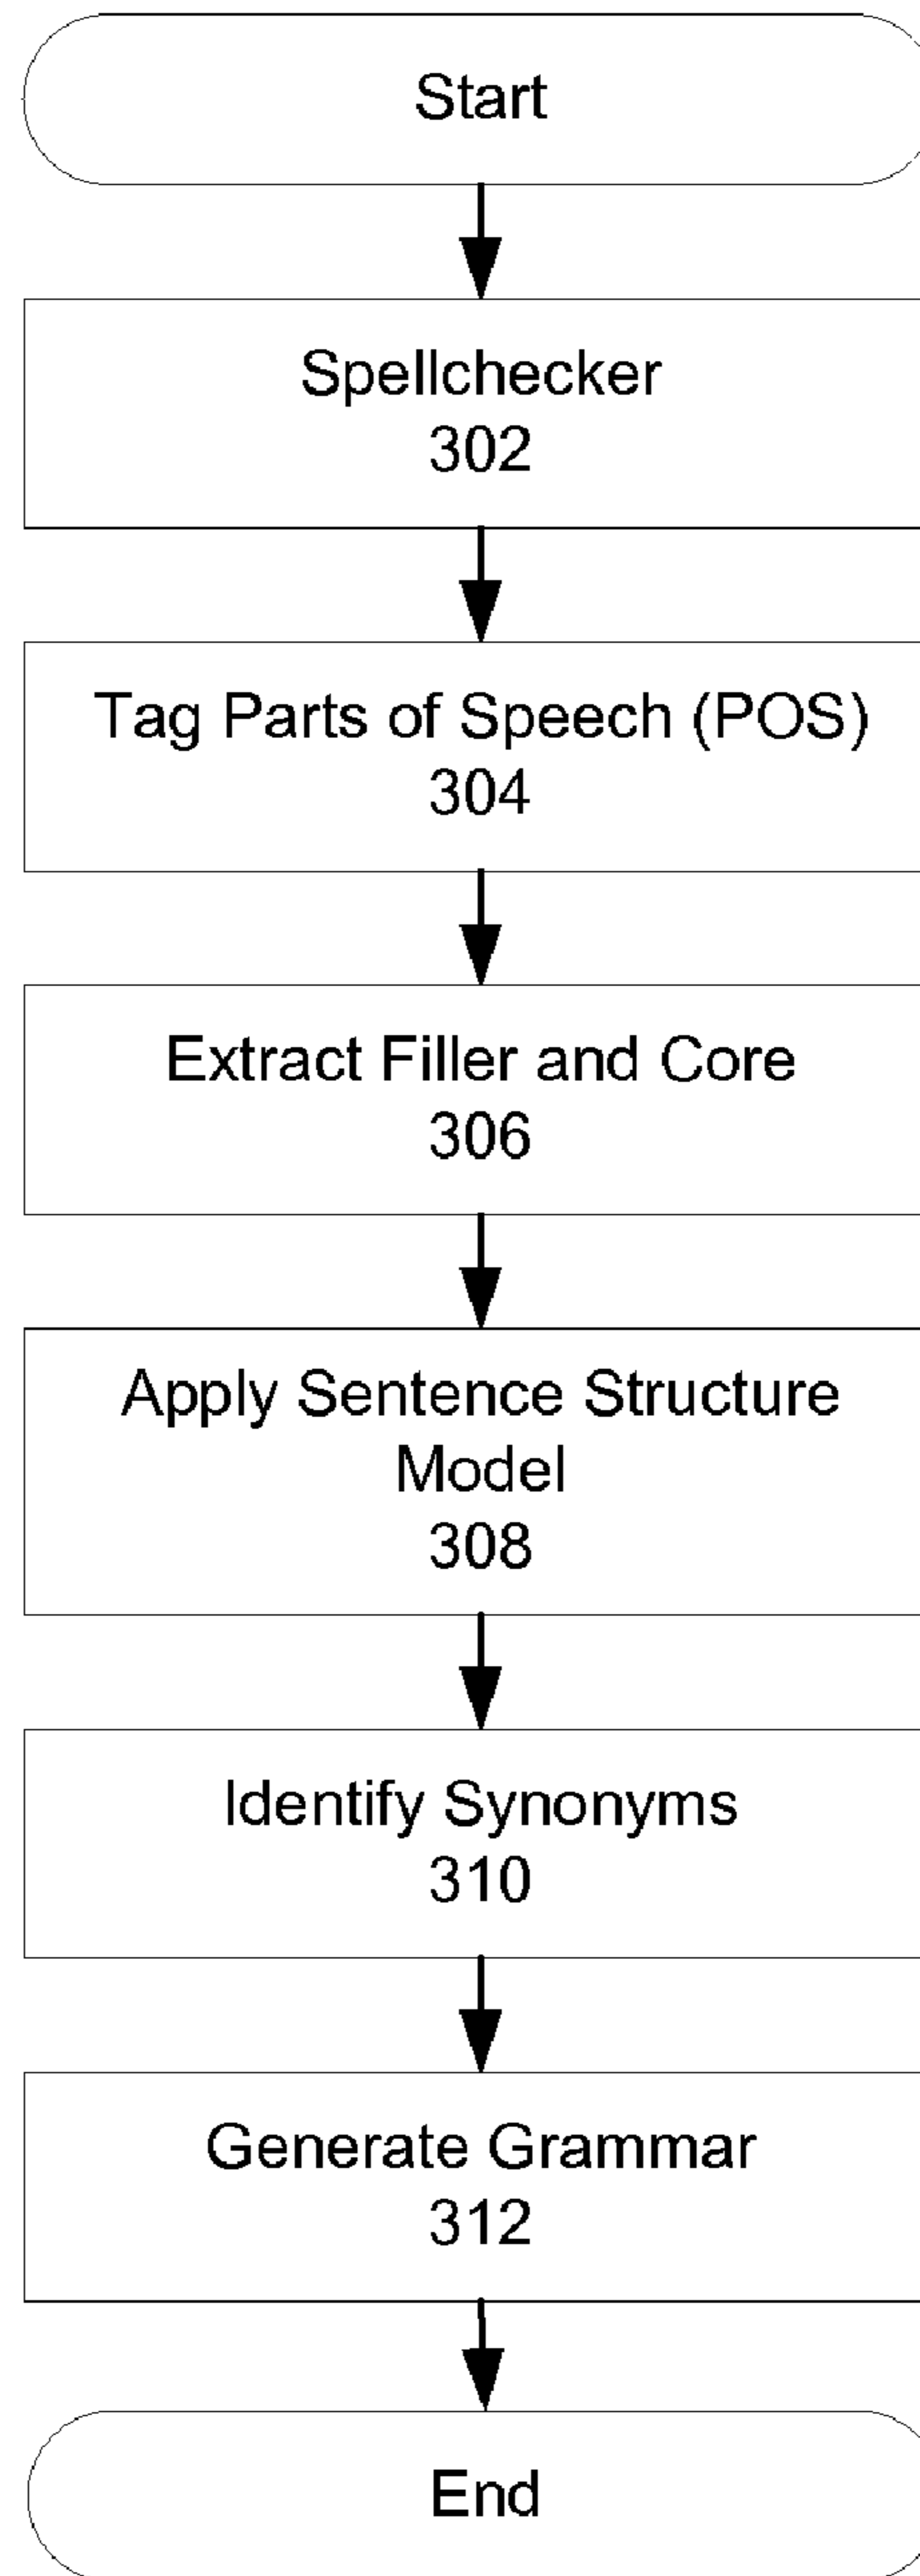 Start
Spellchecker
302
Tag Parts of Speech (POS)
304
Extract Filler and Core
306
Apply Sentence Structure
Model
308
Identify Synonyms
310
Generate Grammar
312
End